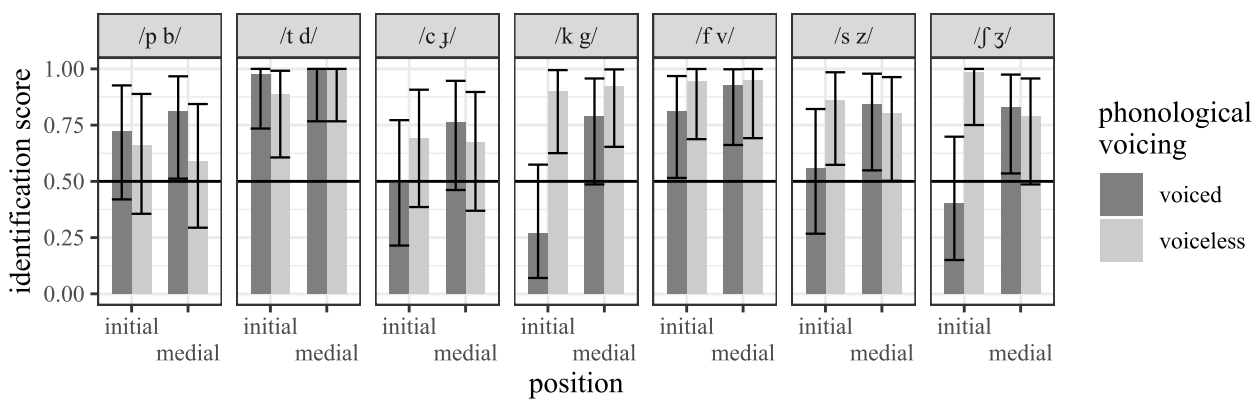 /p b/ /t d/ /c ɟ/ /k g/ /f v/ /s z/ /ʃ ʒ/
identification score
1.00
0.75
0.50
0.25
0.00
initial initial initial initial initial initial initial
medial medial medial medial medial medial medial
position
phonological
voicing
voiced
voiceless